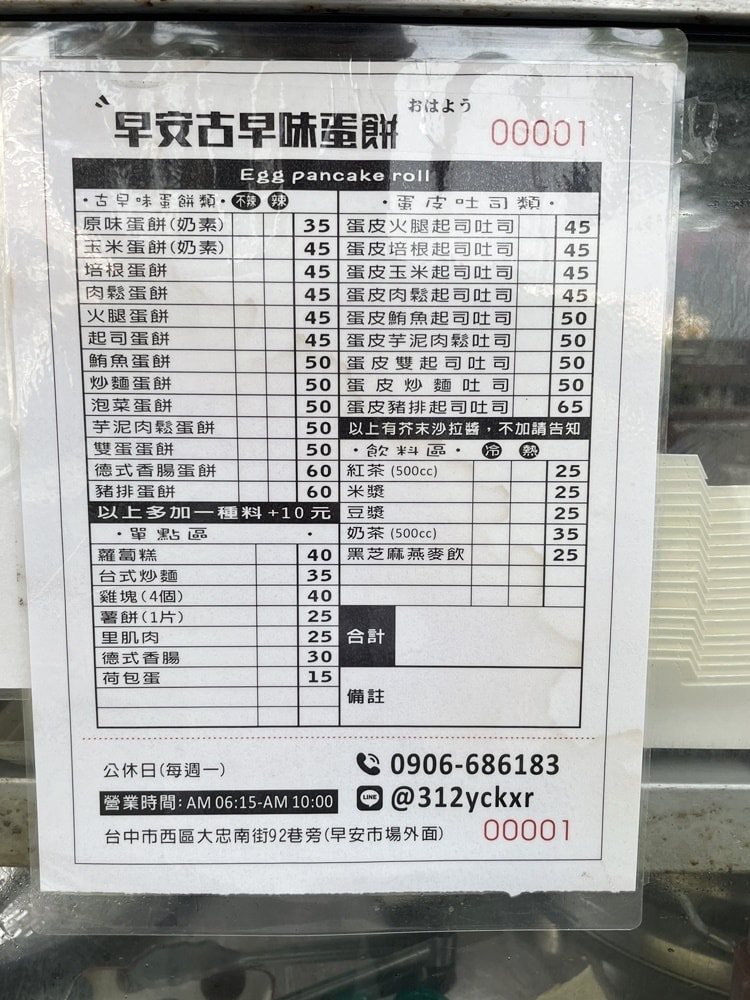 早安古早味蛋餅
おはよう
00001
Egg pancake roll
・古早味蛋餅類・ 不辣 辣
原味蛋餅(奶素) 35
玉米蛋餅(奶素) 45
培根蛋餅 45
肉鬆蛋餅 45
火腿蛋餅 45
起司蛋餅 45
鮪魚蛋餅 50
炒麵蛋餅 50
泡菜蛋餅 50
芋泥肉鬆蛋餅 50
雙蛋蛋餅 50
德式香腸蛋餅 60
豬排蛋餅 60
以上多加一種料+10元
・單點區・
蘿蔔糕 40
台式炒麵 35
雞塊(4個) 40
薯餅(1片) 25
里肌肉 25
德式香腸 30
荷包蛋 15
・蛋皮吐司類・
蛋皮火腿起司吐司 45
蛋皮培根起司吐司 45
蛋皮玉米起司吐司 45
蛋皮肉鬆起司吐司 45
蛋皮鮪魚起司吐司 50
蛋皮芋泥肉鬆吐司 50
蛋皮雙起司吐司 50
蛋皮炒麵吐司 50
蛋皮豬排起司吐司 65
以上有芥末沙拉醬，不加請告知
・飲料區・ 冷 熱
紅茶(500cc) 25
米漿 25
豆漿 25
奶茶(500cc) 35
黑芝麻燕麥飲 25
合計
備註
公休日(每週一)
營業時間: AM 06:15-AM 10:00
台中市西區大忠南街92巷旁(早安市場外面)
0906-686183
LINE @312yckxr
00001